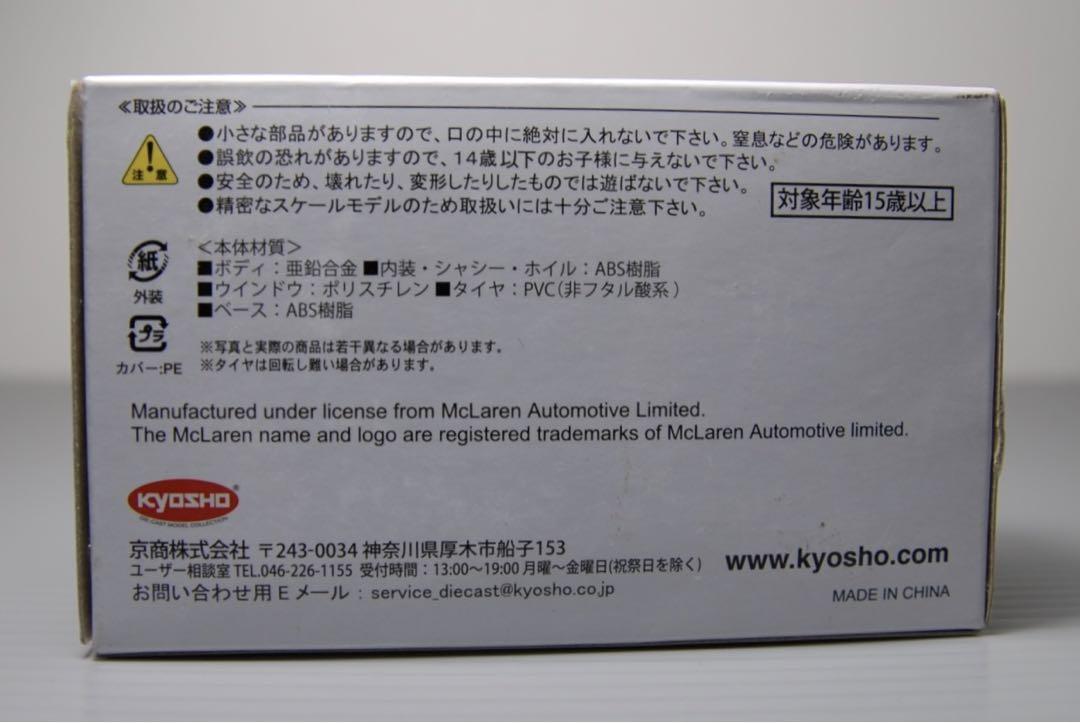 ≪取扱のご注意≫
●小さな部品がありますので、口の中に絶対に入れないで下さい。窒息などの危険があります。
●誤飲の恐れがありますので、14歳以下のお子様に与えないで下さい。
●安全のため、壊れたり、変形したりしたものでは遊ばないで下さい。
●精密なスケールモデルのため取扱いには十分ご注意下さい。
注意
対象年齢15歳以上
紙
外装
プラ
カバー:PE
＜本体材質＞
■ボディ：亜鉛合金 ■内装・シャシー・ホイル：ABS樹脂
■ウインドウ：ポリスチレン ■タイヤ：PVC(非フタル酸系)
■ベース：ABS樹脂
※写真と実際の商品は若干異なる場合があります。
※タイヤは回転し難い場合があります。
Manufactured under license from McLaren Automotive Limited.
The McLaren name and logo are registered trademarks of McLaren Automotive limited.
KYOSHO®
DIE-CAST MODEL COLLECTION
京商株式会社 〒243-0034 神奈川県厚木市船子153
ユーザー相談室 TEL.046-226-1155 受付時間：13:00〜19:00 月曜〜金曜日(祝祭日を除く)
お問い合わせ用Eメール：service_diecast@kyosho.co.jp
www.kyosho.com
MADE IN CHINA